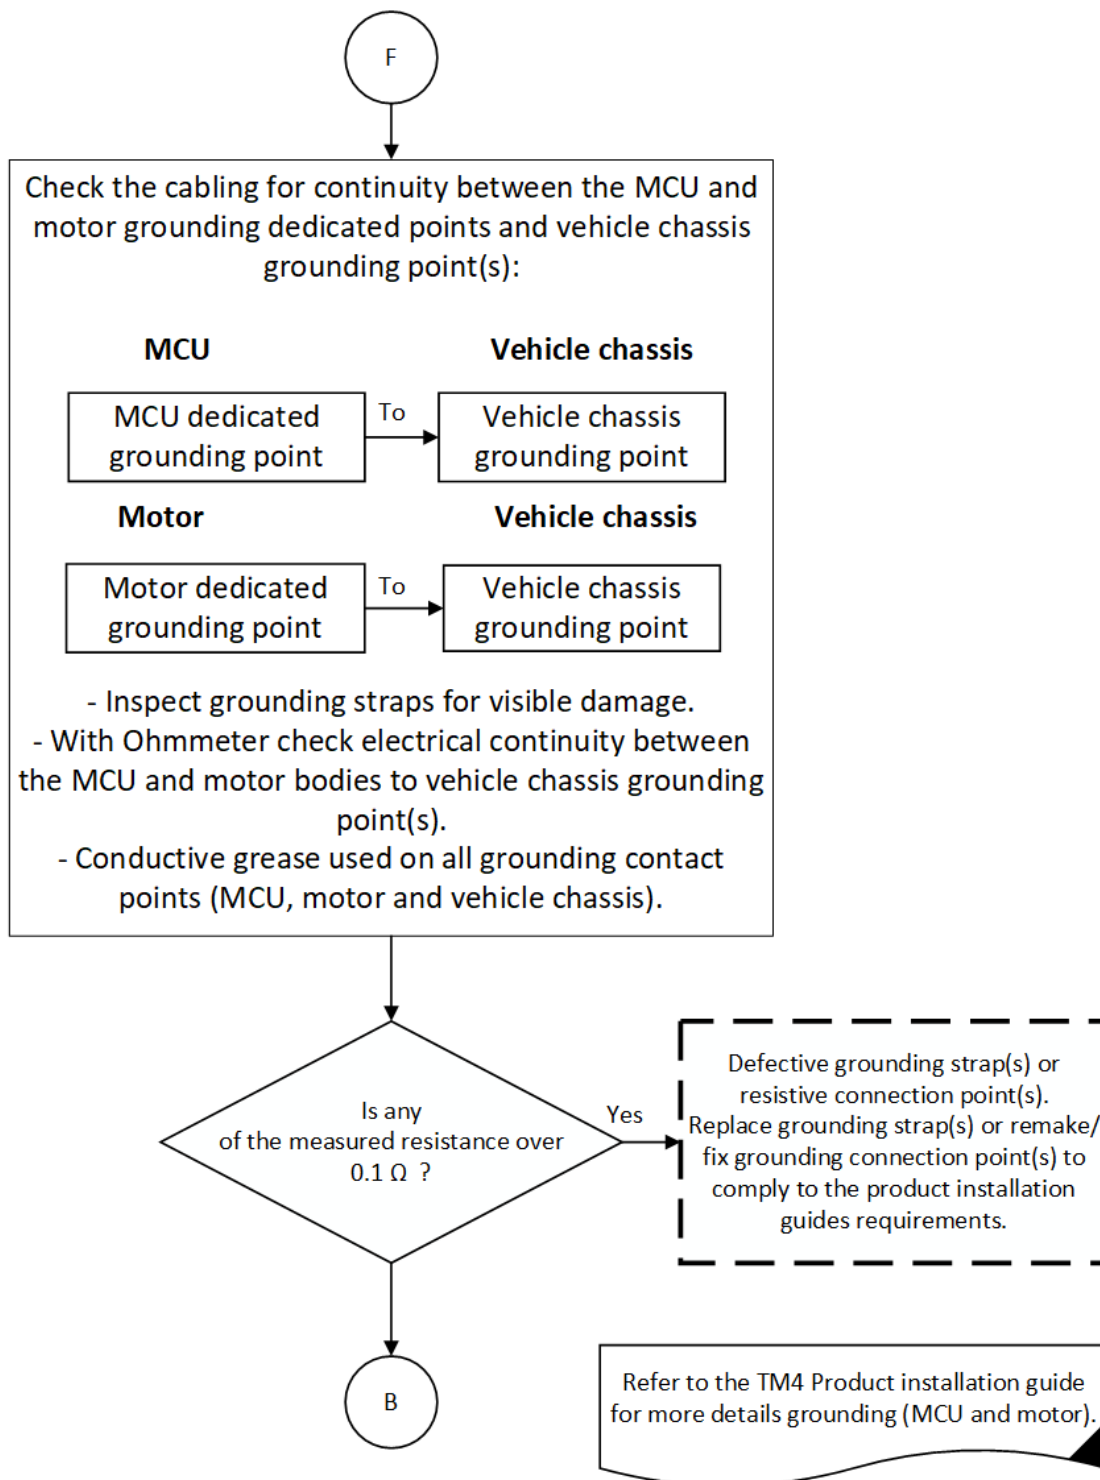 F
Check the cabling for continuity between the MCU and
motor grounding dedicated points and vehicle chassis
grounding point(s):
MCU
Vehicle chassis
MCU dedicated
grounding point
To
Vehicle chassis
grounding point
Motor
Vehicle chassis
Motor dedicated
grounding point
To
Vehicle chassis
grounding point
- Inspect grounding straps for visible damage.
- With Ohmmeter check electrical continuity between
the MCU and motor bodies to vehicle chassis grounding
point(s).
- Conductive grease used on all grounding contact
points (MCU, motor and vehicle chassis).
Is any
of the measured resistance over
0.1 Ω ?
Yes
Defective grounding strap(s) or
resistive connection point(s).
Replace grounding strap(s) or remake/
fix grounding connection point(s) to
comply to the product installation
guides requirements.
B
Refer to the TM4 Product installation guide
for more details grounding (MCU and motor).